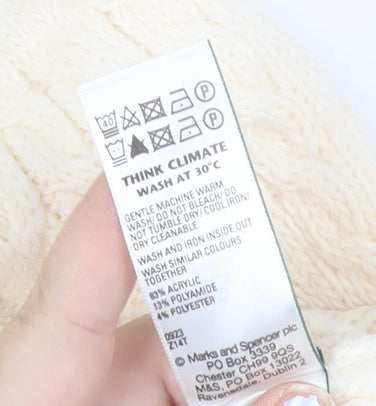 40 P
P
THINK CLIMATE
WASH AT 30°C
GENTLE MACHINE WARM
WASH/ DO NOT BLEACH/ DO
NOT TUMBLE DRY/ COOL IRON/
DRY CLEANABLE
WASH AND IRON INSIDE OUT
WASH SIMILAR COLOURS
TOGETHER
83% ACRYLIC
13% POLYAMIDE
4% POLYESTER
0923
Z14T
© Marks and Spencer plc
PO Box 3339
Chester CH99 9QS
M&S, PO Box 13022
Ravensdale, Dublin 2